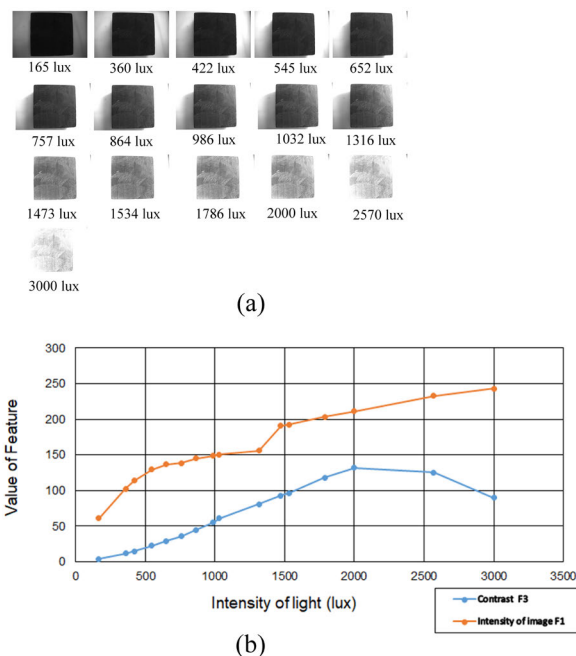 165 lux 360 lux 422 lux 545 lux 652 lux
757 lux 864 lux 986 lux 1032 lux 1316 lux
1473 lux 1534 lux 1786 lux 2000 lux 2570 lux
3000 lux
(a)
300
250
200
150
100
50
0
Value of Feature
0 500 1000 1500 2000 2500 3000 3500
Intensity of light (lux)
Contrast F3
Intensity of image F1
(b)